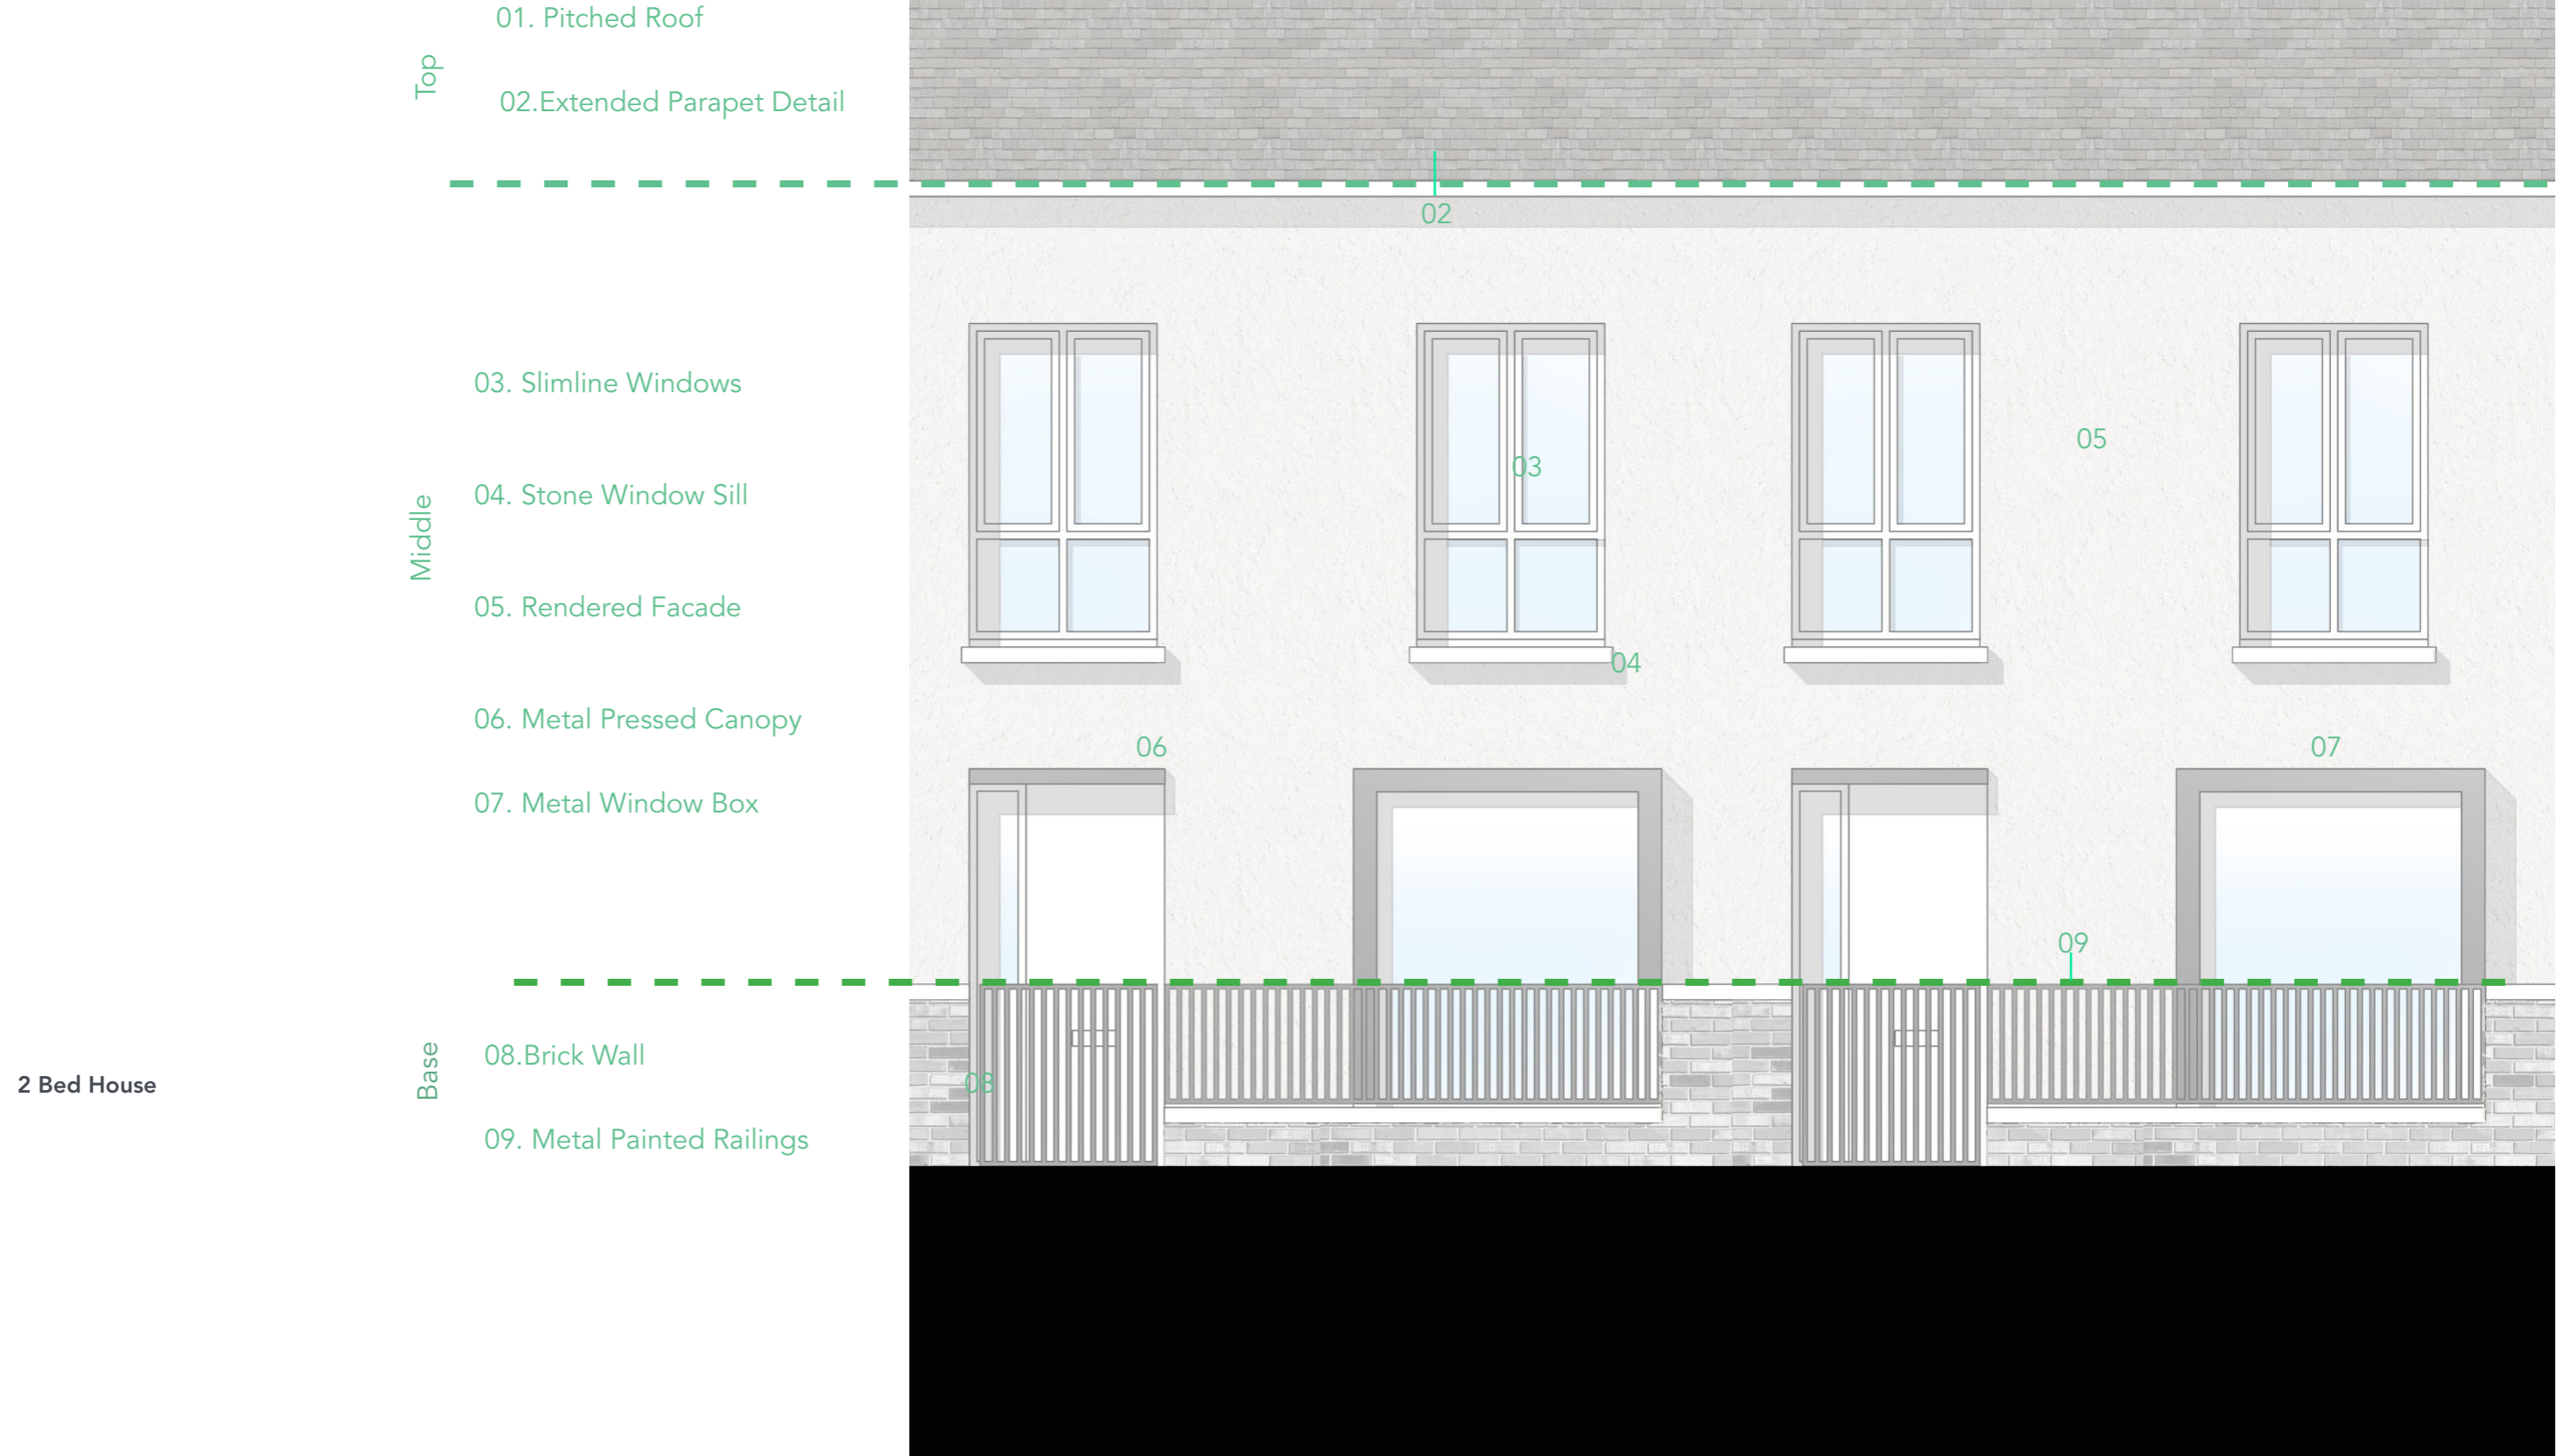 01. Pitched Roof
Top
02.Extended Parapet Detail
02
03. Slimline Windows
05
03
04. Stone Window Sill
Middle
05. Rendered Facade
04
06. Metal Pressed Canopy
06
07
07. Metal Window Box
09
08.Brick Wall
Base
2 Bed House
08
09. Metal Painted Railings